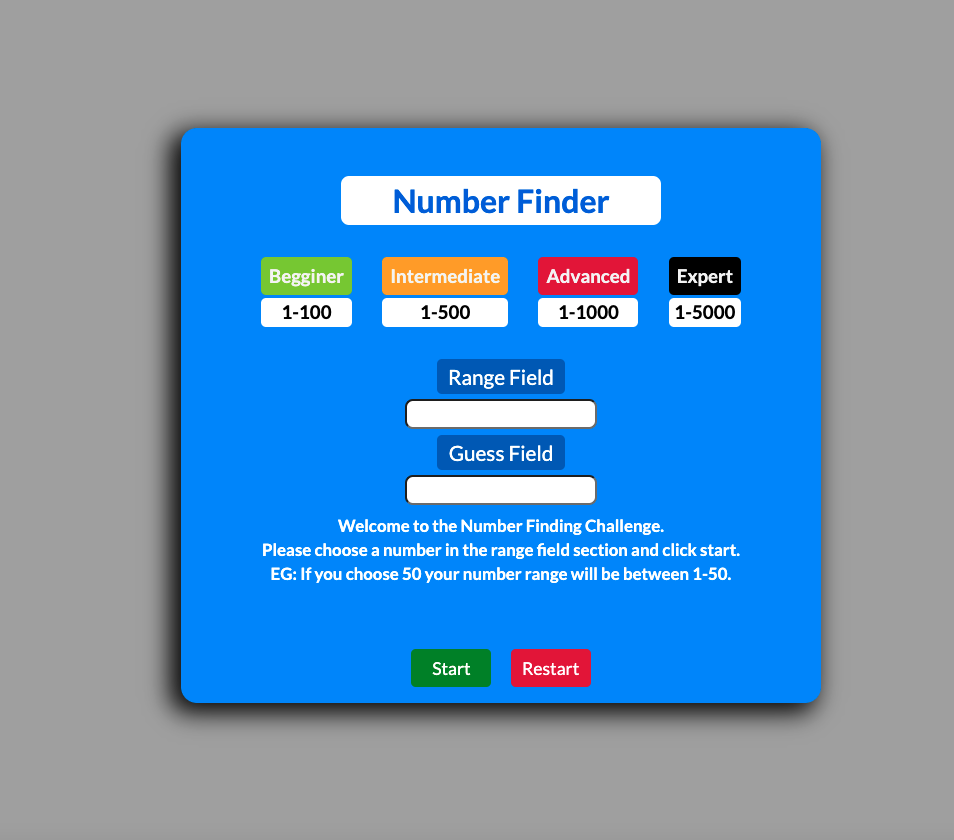 Number Finder
Begginer Intermediate Advanced Expert
1-100 1-500 1-1000 1-5000
Range Field
Guess Field
Welcome to the Number Finding Challenge.
Please choose a number in the range field section and click start.
EG: If you choose 50 your number range will be between 1-50.
Start Restart